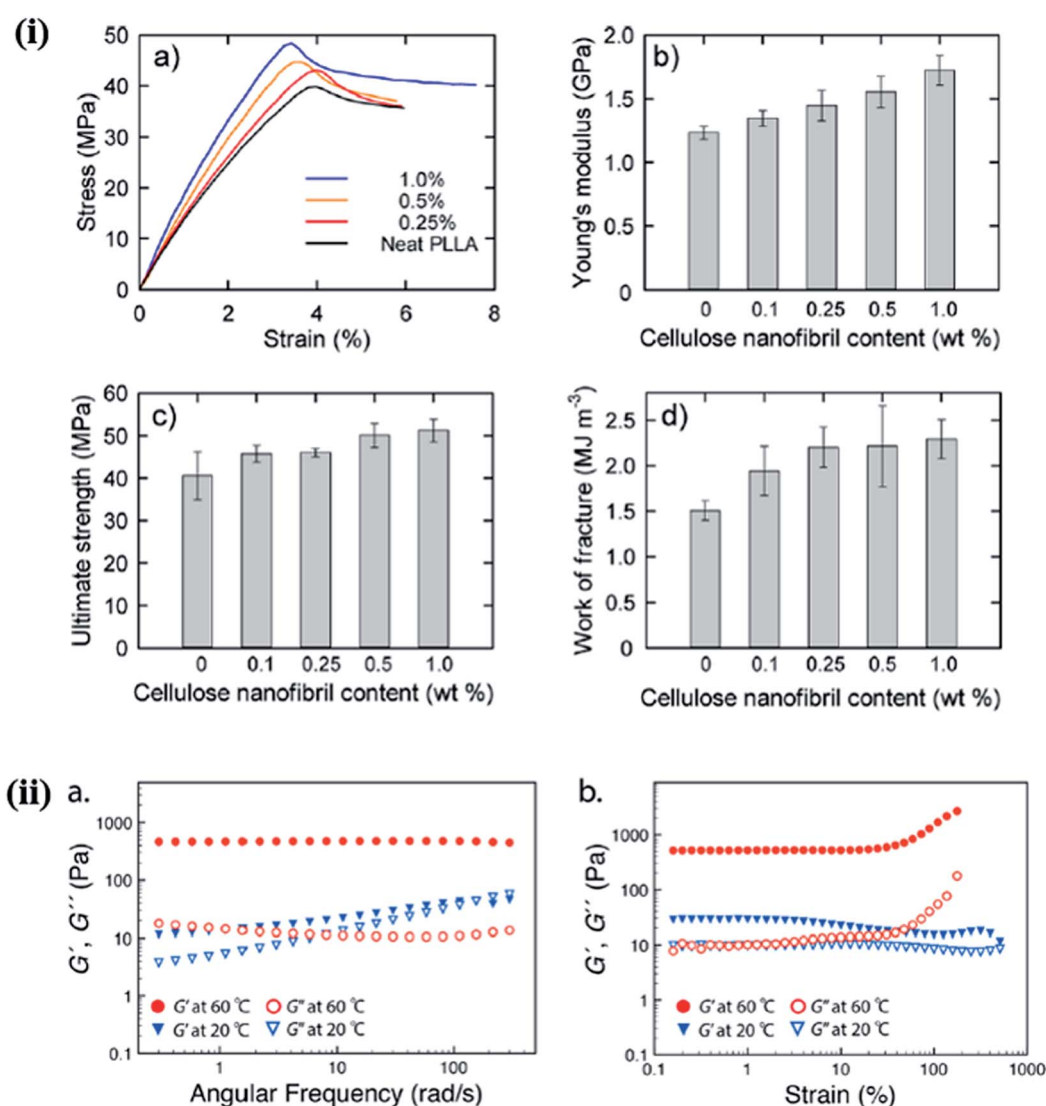 (i)
a)
Stress (MPa)
50
40
30
20
10
0
1.0%
0.5%
0.25%
Neat PLLA
0 2 4 6 8
Strain (%)
b)
Young's modulus (GPa)
2.0
1.5
1.0
0.5
0
0 0.1 0.25 0.5 1.0
Cellulose nanofibril content (wt %)
c)
Ultimate strength (MPa)
60
50
40
30
20
10
0
0 0.1 0.25 0.5 1.0
Cellulose nanofibril content (wt %)
d)
Work of fracture (MJ m⁻³)
2.5
2.0
1.5
1.0
0.5
0
0 0.1 0.25 0.5 1.0
Cellulose nanofibril content (wt %)
(ii)
a.
G′, G″ (Pa)
1000
100
10
1
0.1
G′ at 60 ℃ G″ at 60 ℃
G′ at 20 ℃ G″ at 20 ℃
1 10 100
Angular Frequency (rad/s)
b.
G′, G″ (Pa)
1000
100
10
1
0.1
G′ at 60 ℃ G″ at 60 ℃
G′ at 20 ℃ G″ at 20 ℃
0.1 1 10 100 1000
Strain (%)